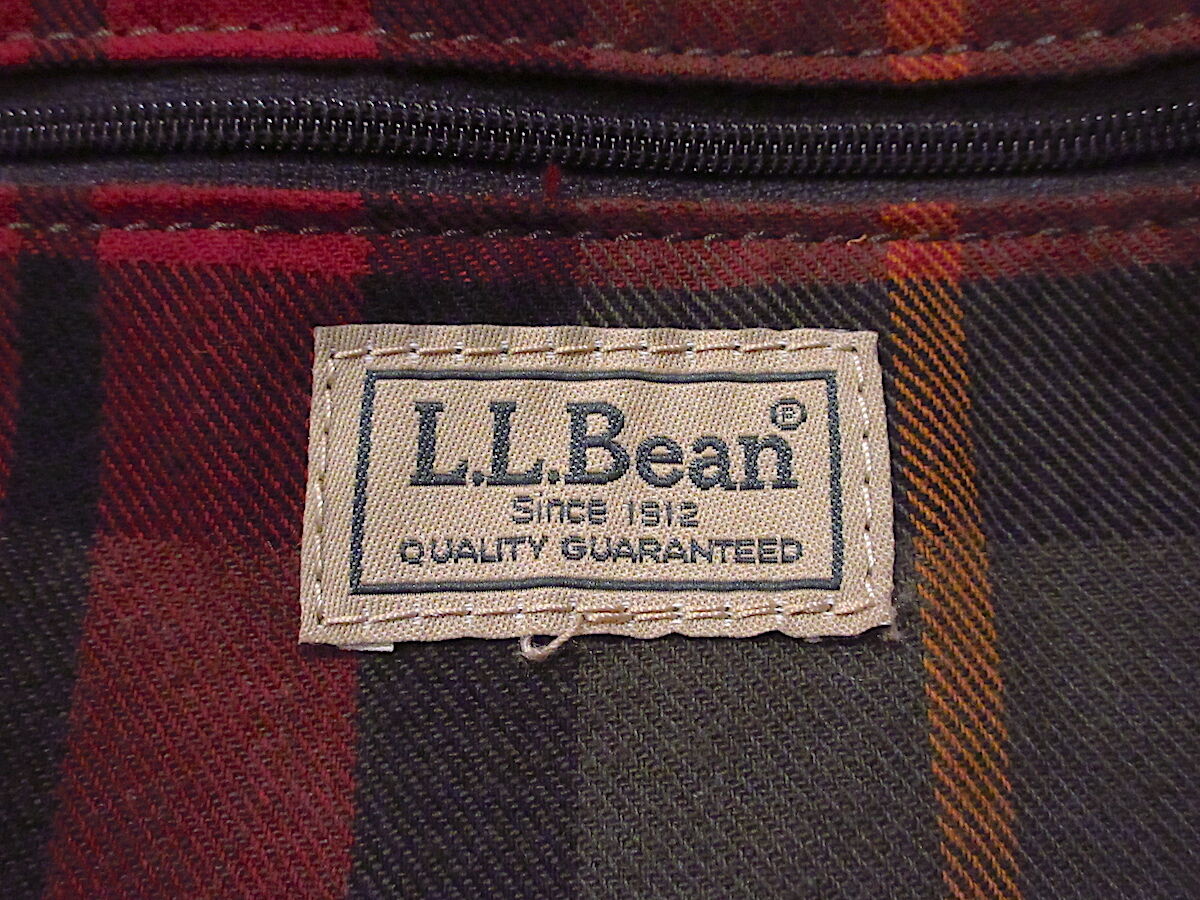 L.L.Bean®
Since 1912
QUALITY GUARANTEED